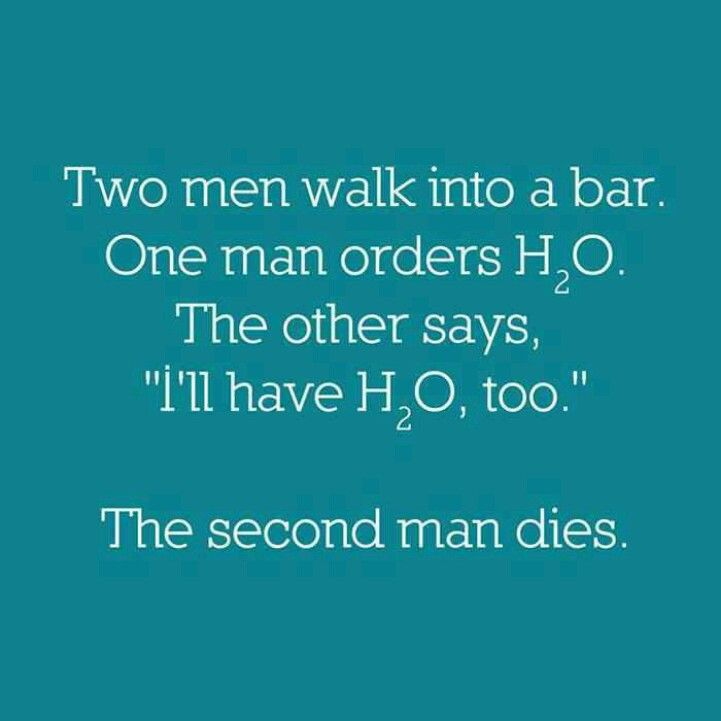 Two men walk into a bar.
One man orders H₂O.
The other says,
"İ'll have H₂O, too."
The second man dies.